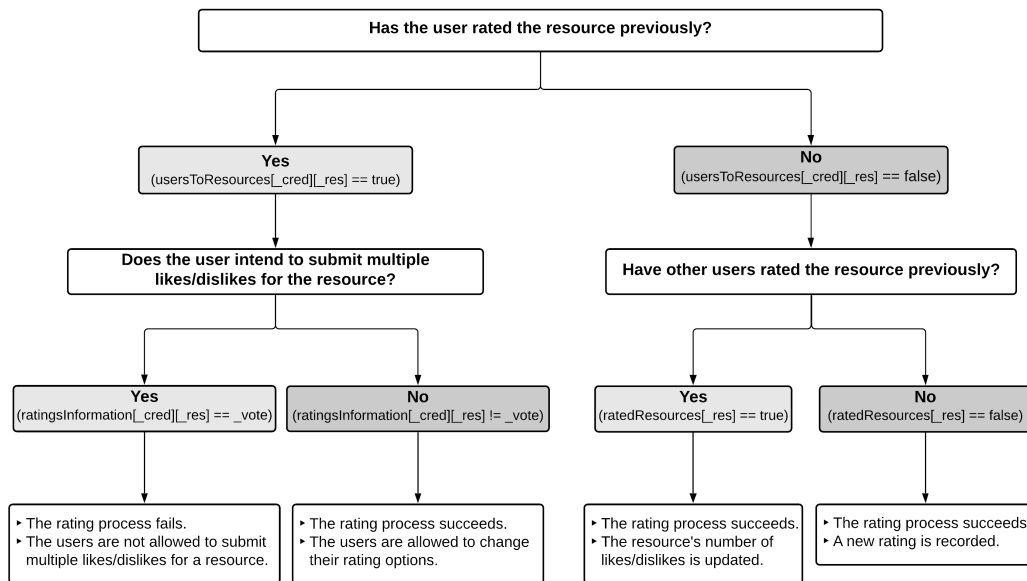 Has the user rated the resource previously?
Yes
(usersToResources[_cred][_res] == true)
No
(usersToResources[_cred][_res] == false)
Does the user intend to submit multiple
likes/dislikes for the resource?
Have other users rated the resource previously?
Yes
(ratingsInformation[_cred][_res] == _vote)
No
(ratingsInformation[_cred][_res] != _vote)
Yes
(ratedResources[_res] == true)
No
(ratedResources[_res] == false)
‣ The rating process fails.
‣ The users are not allowed to submit
multiple likes/dislikes for a resource.
‣ The rating process succeeds.
‣ The users are allowed to change
their rating options.
‣ The rating process succeeds.
‣ The resource's number of
likes/dislikes is updated.
‣ The rating process succeeds
‣ A new rating is recorded.